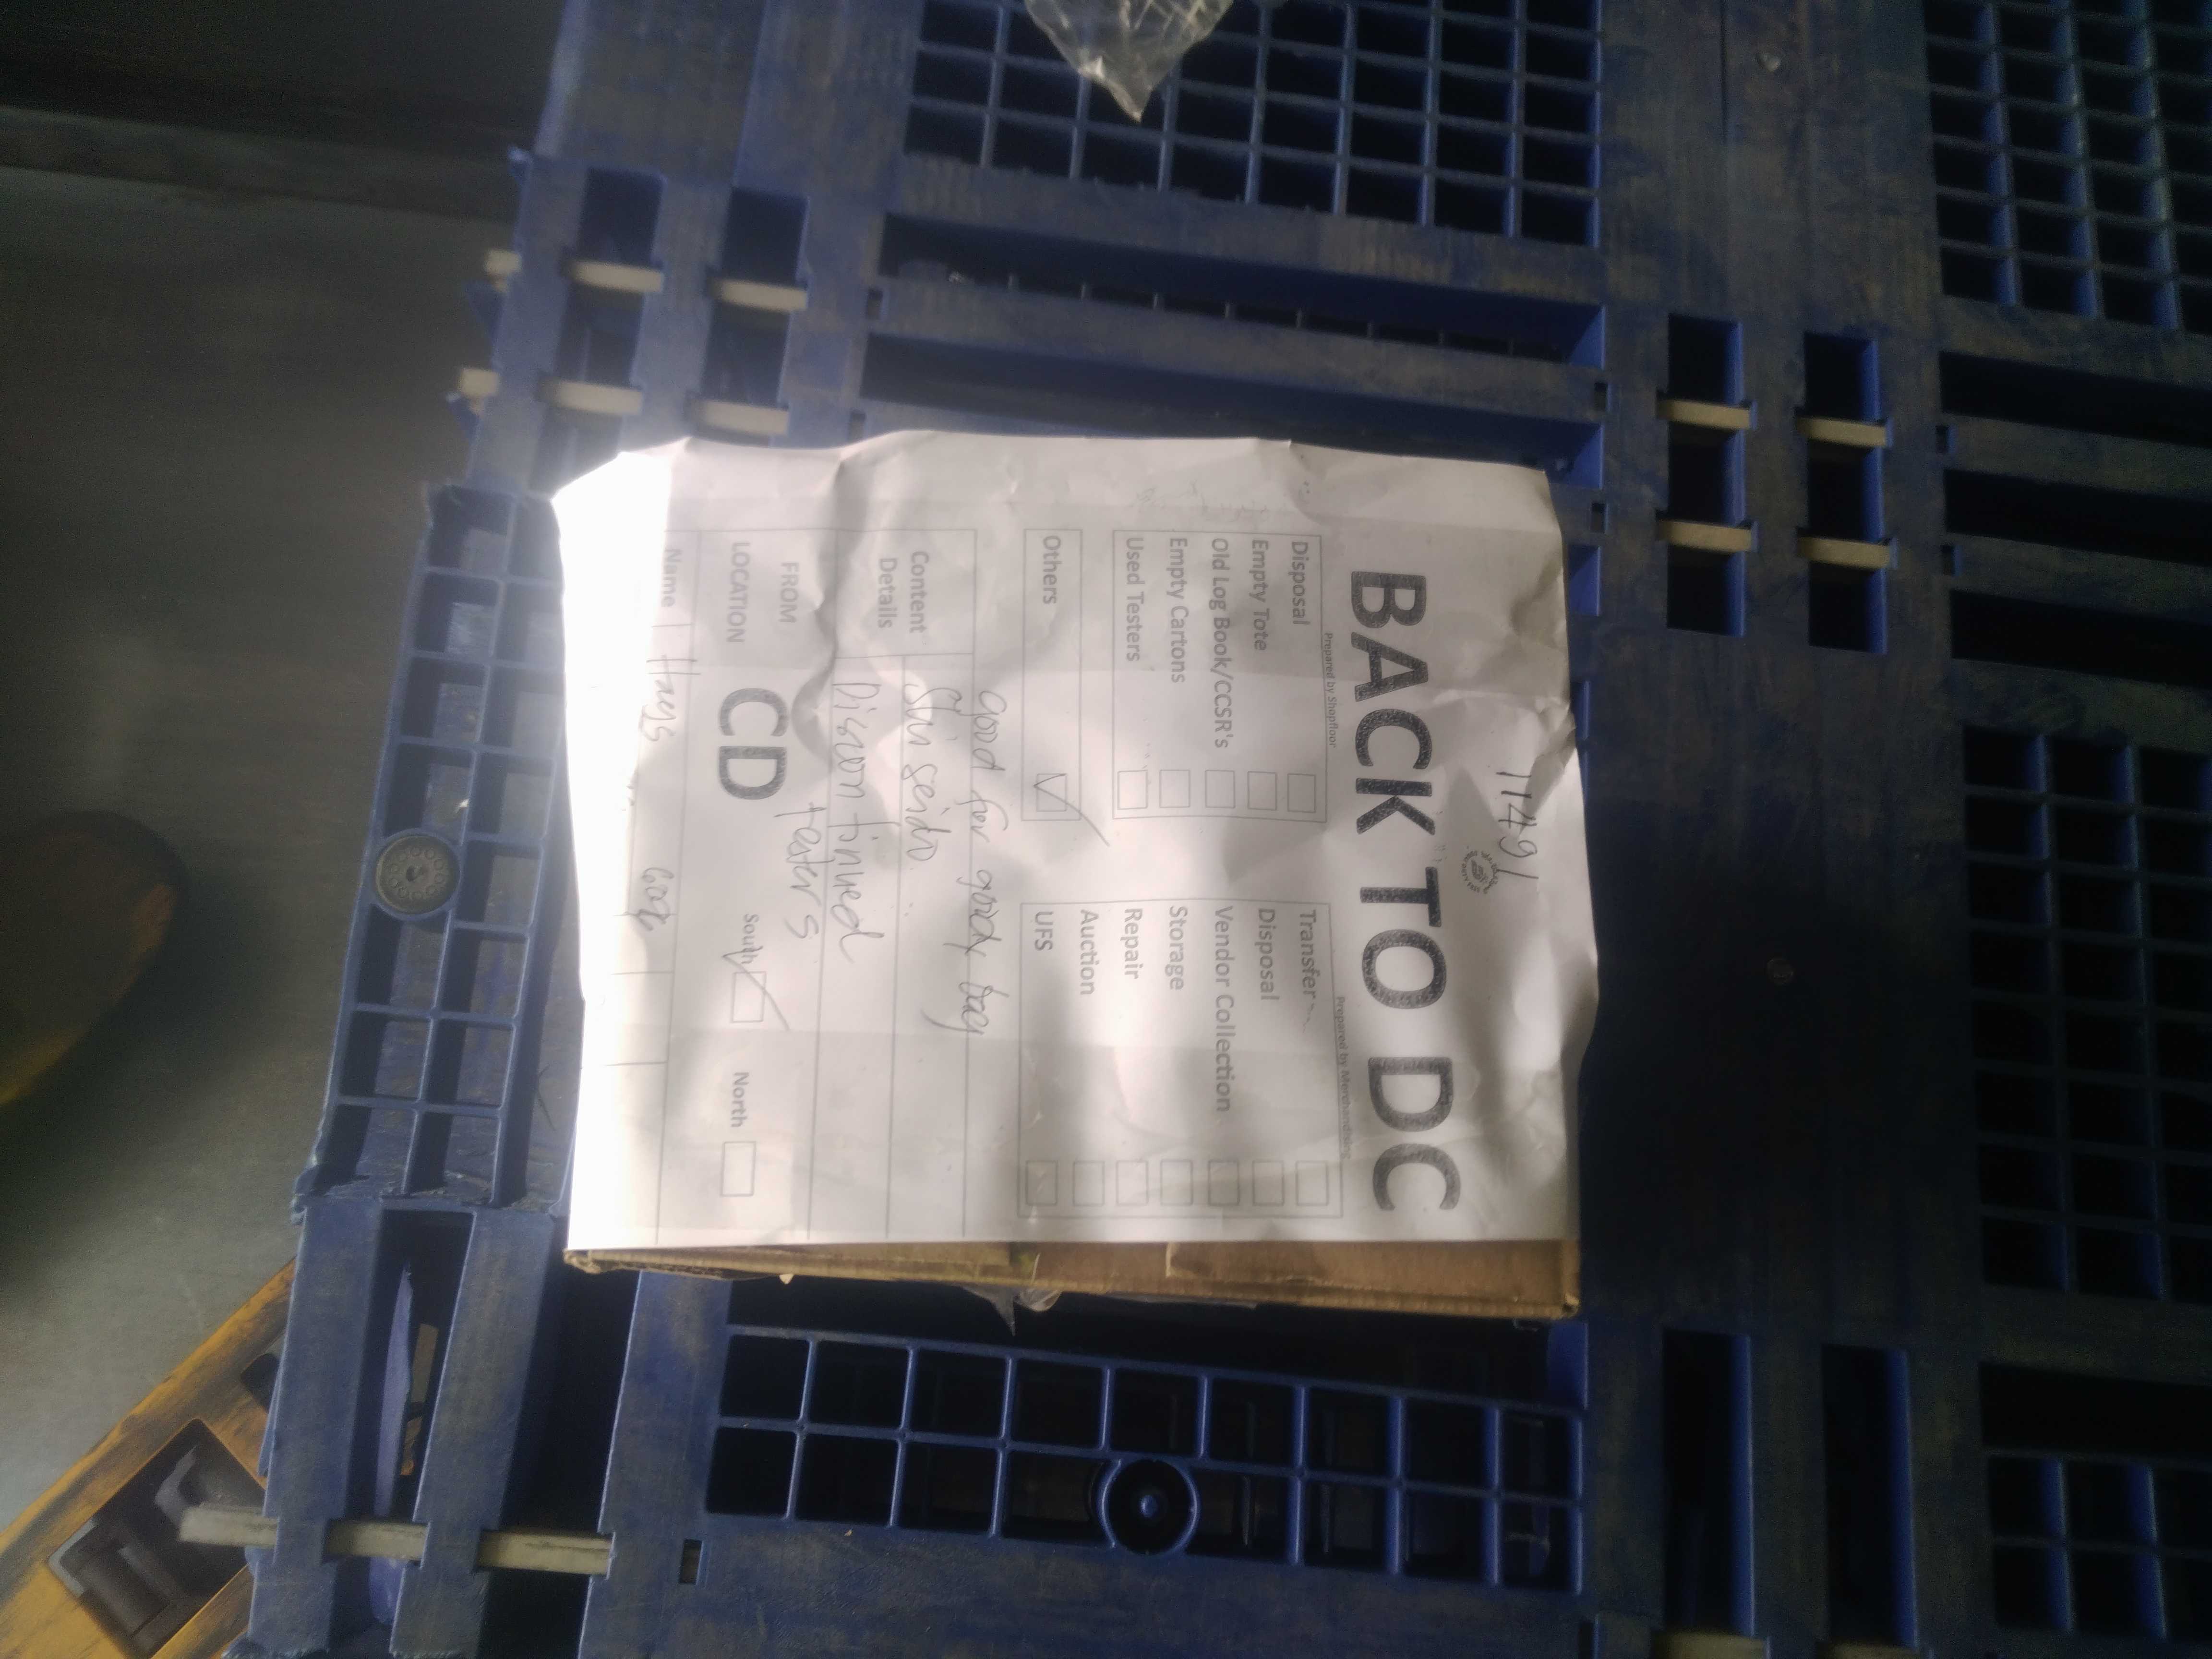 11491
BACK TO DC
Prepared by Shopfloor
Disposal
Empty Tote
Old Log Book/CCSR's
Empty Cartons
Used Testers
Others
Prepared by Merchandising
Transfer
Disposal
Vendor Collection
Storage
Repair
Auction
UFS
Content Details
good for goody bag
Discontinued
testers
FROM
LOCATION
CD
South
North
Name